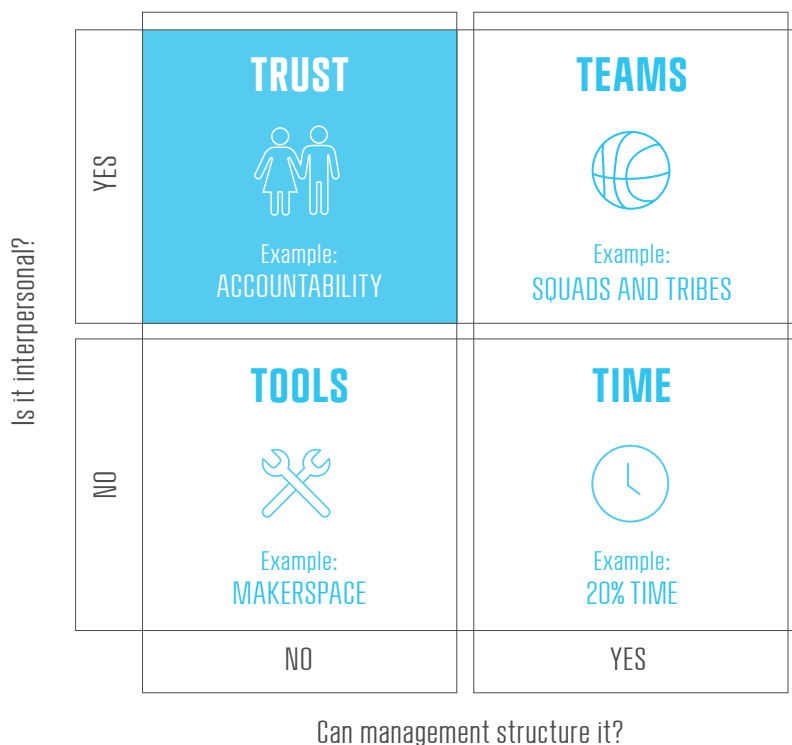 Is it interpersonal?
YES
TRUST
Example:
ACCOUNTABILITY
TEAMS
Example:
SQUADS AND TRIBES
NO
TOOLS
Example:
MAKERSPACE
TIME
Example:
20% TIME
NO
YES
Can management structure it?